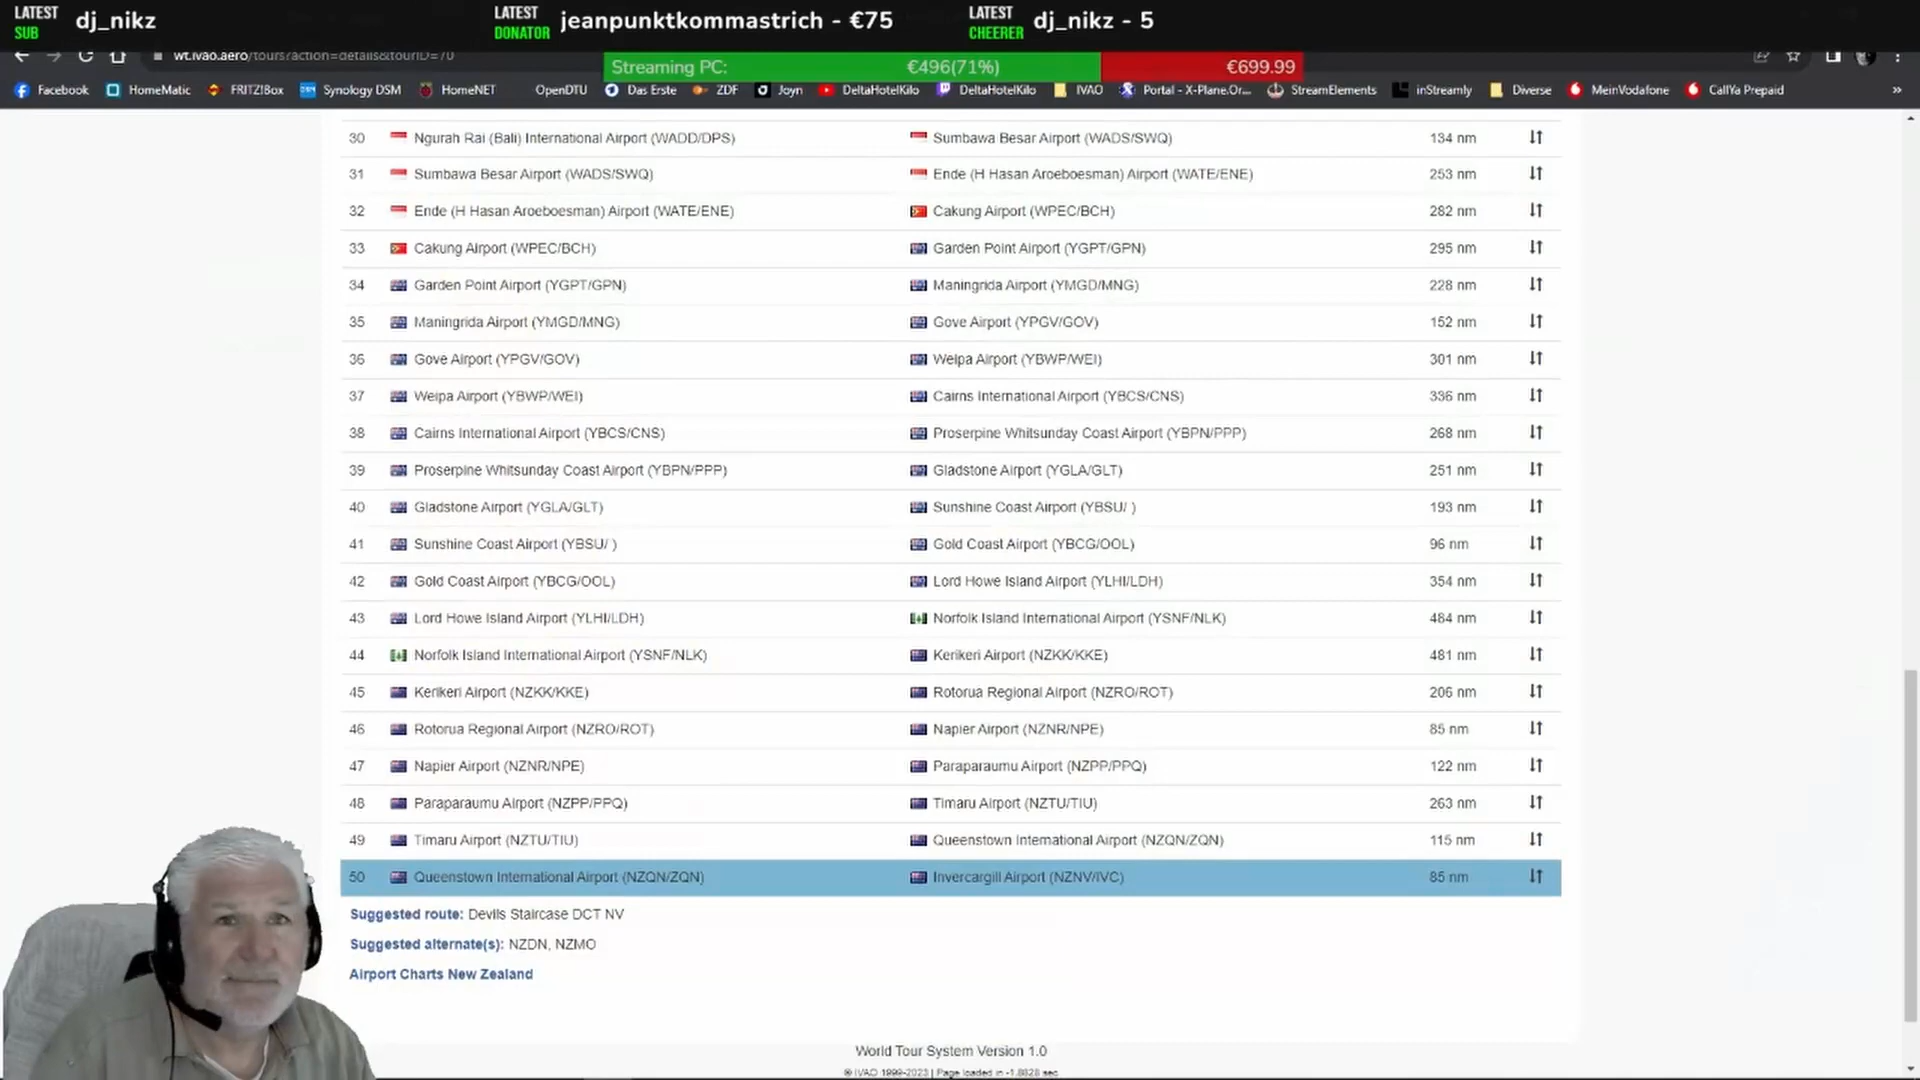 LATEST SUB dj_nikz LATEST DONATOR jeanpunktkommastrich - €75 LATEST CHEERER dj_nikz - 5
wt.ivao.aero/tours?action=details&tourID=70
Streaming PC: €496(71%) €699.99
Facebook HomeMatic FRITZ!Box Synology DSM HomeNET OpenDTU Das Erste ZDF Joyn DeltaHotelKilo DeltaHotelKilo IVAO Portal - X-Plane.Or... StreamElements inStreamly Diverse MeinVodafone CallYa Prepaid »
30 Ngurah Rai (Bali) International Airport (WADD/DPS) Sumbawa Besar Airport (WADS/SWQ) 134 nm
31 Sumbawa Besar Airport (WADS/SWQ) Ende (H Hasan Aroeboesman) Airport (WATE/ENE) 253 nm
32 Ende (H Hasan Aroeboesman) Airport (WATE/ENE) Cakung Airport (WPEC/BCH) 282 nm
33 Cakung Airport (WPEC/BCH) Garden Point Airport (YGPT/GPN) 295 nm
34 Garden Point Airport (YGPT/GPN) Maningrida Airport (YMGD/MNG) 228 nm
35 Maningrida Airport (YMGD/MNG) Gove Airport (YPGV/GOV) 152 nm
36 Gove Airport (YPGV/GOV) Weipa Airport (YBWP/WEI) 301 nm
37 Weipa Airport (YBWP/WEI) Cairns International Airport (YBCS/CNS) 336 nm
38 Cairns International Airport (YBCS/CNS) Proserpine Whitsunday Coast Airport (YBPN/PPP) 268 nm
39 Proserpine Whitsunday Coast Airport (YBPN/PPP) Gladstone Airport (YGLA/GLT) 251 nm
40 Gladstone Airport (YGLA/GLT) Sunshine Coast Airport (YBSU/ ) 193 nm
41 Sunshine Coast Airport (YBSU/ ) Gold Coast Airport (YBCG/OOL) 96 nm
42 Gold Coast Airport (YBCG/OOL) Lord Howe Island Airport (YLHI/LDH) 354 nm
43 Lord Howe Island Airport (YLHI/LDH) Norfolk Island International Airport (YSNF/NLK) 484 nm
44 Norfolk Island International Airport (YSNF/NLK) Kerikeri Airport (NZKK/KKE) 481 nm
45 Kerikeri Airport (NZKK/KKE) Rotorua Regional Airport (NZRO/ROT) 206 nm
46 Rotorua Regional Airport (NZRO/ROT) Napier Airport (NZNR/NPE) 85 nm
47 Napier Airport (NZNR/NPE) Paraparaumu Airport (NZPP/PPQ) 122 nm
48 Paraparaumu Airport (NZPP/PPQ) Timaru Airport (NZTU/TIU) 263 nm
49 Timaru Airport (NZTU/TIU) Queenstown International Airport (NZQN/ZQN) 115 nm
50 Queenstown International Airport (NZQN/ZQN) Invercargill Airport (NZNV/IVC) 85 nm
Suggested route: Devils Staircase DCT NV
Suggested alternate(s): NZDN, NZMO
Airport Charts New Zealand
World Tour System Version 1.0
© IVAO 1999-2023 | Page loaded in -1.8828 sec